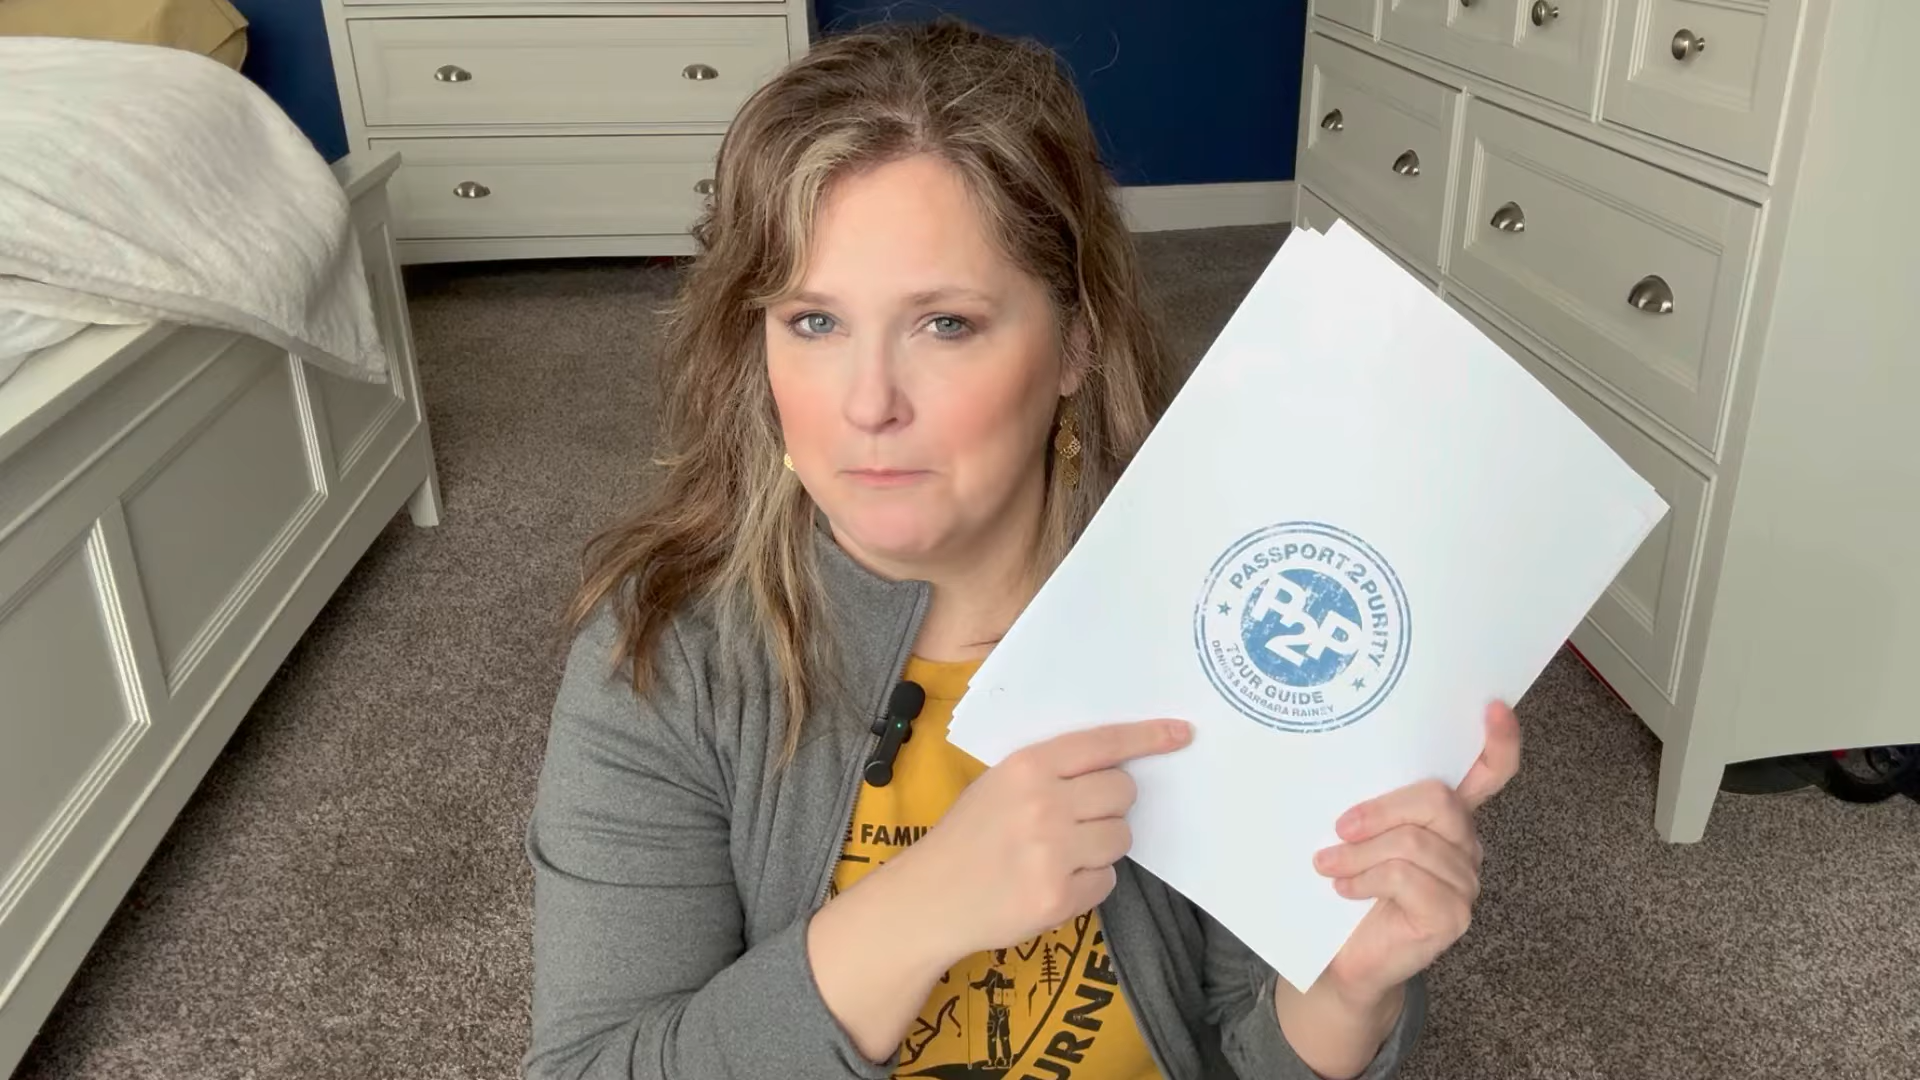 PASSPORT2PURITY
P2P
TOUR GUIDE
DENNIS & BARBARA RAINEY